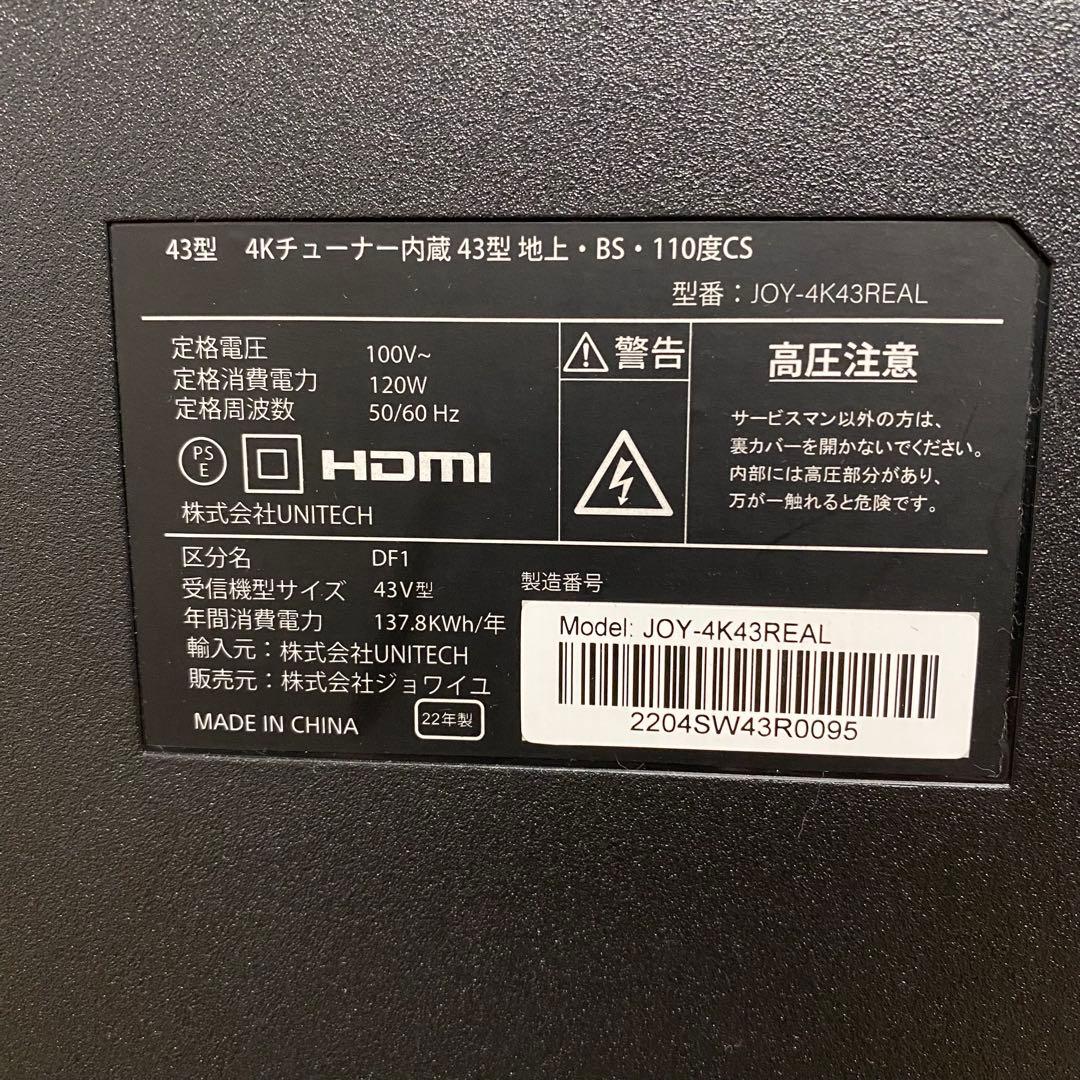 43型 4Kチューナー内蔵 43型 地上・BS・110度CS
型番：JOY-4K43REAL
定格電圧 100V~
定格消費電力 120W
定格周波数 50/60 Hz
PS
E
HDMI
株式会社UNITECH
警告
高圧注意
サービスマン以外の方は、
裏カバーを開かないでください。
内部には高圧部分があり、
万が一触れると危険です。
区分名 DF1
受信機型サイズ 43V型
年間消費電力 137.8KWh/年
輸入元：株式会社UNITECH
販売元：株式会社ジョワイユ
MADE IN CHINA 22年製
製造番号
Model: JOY-4K43REAL
2204SW43R0095